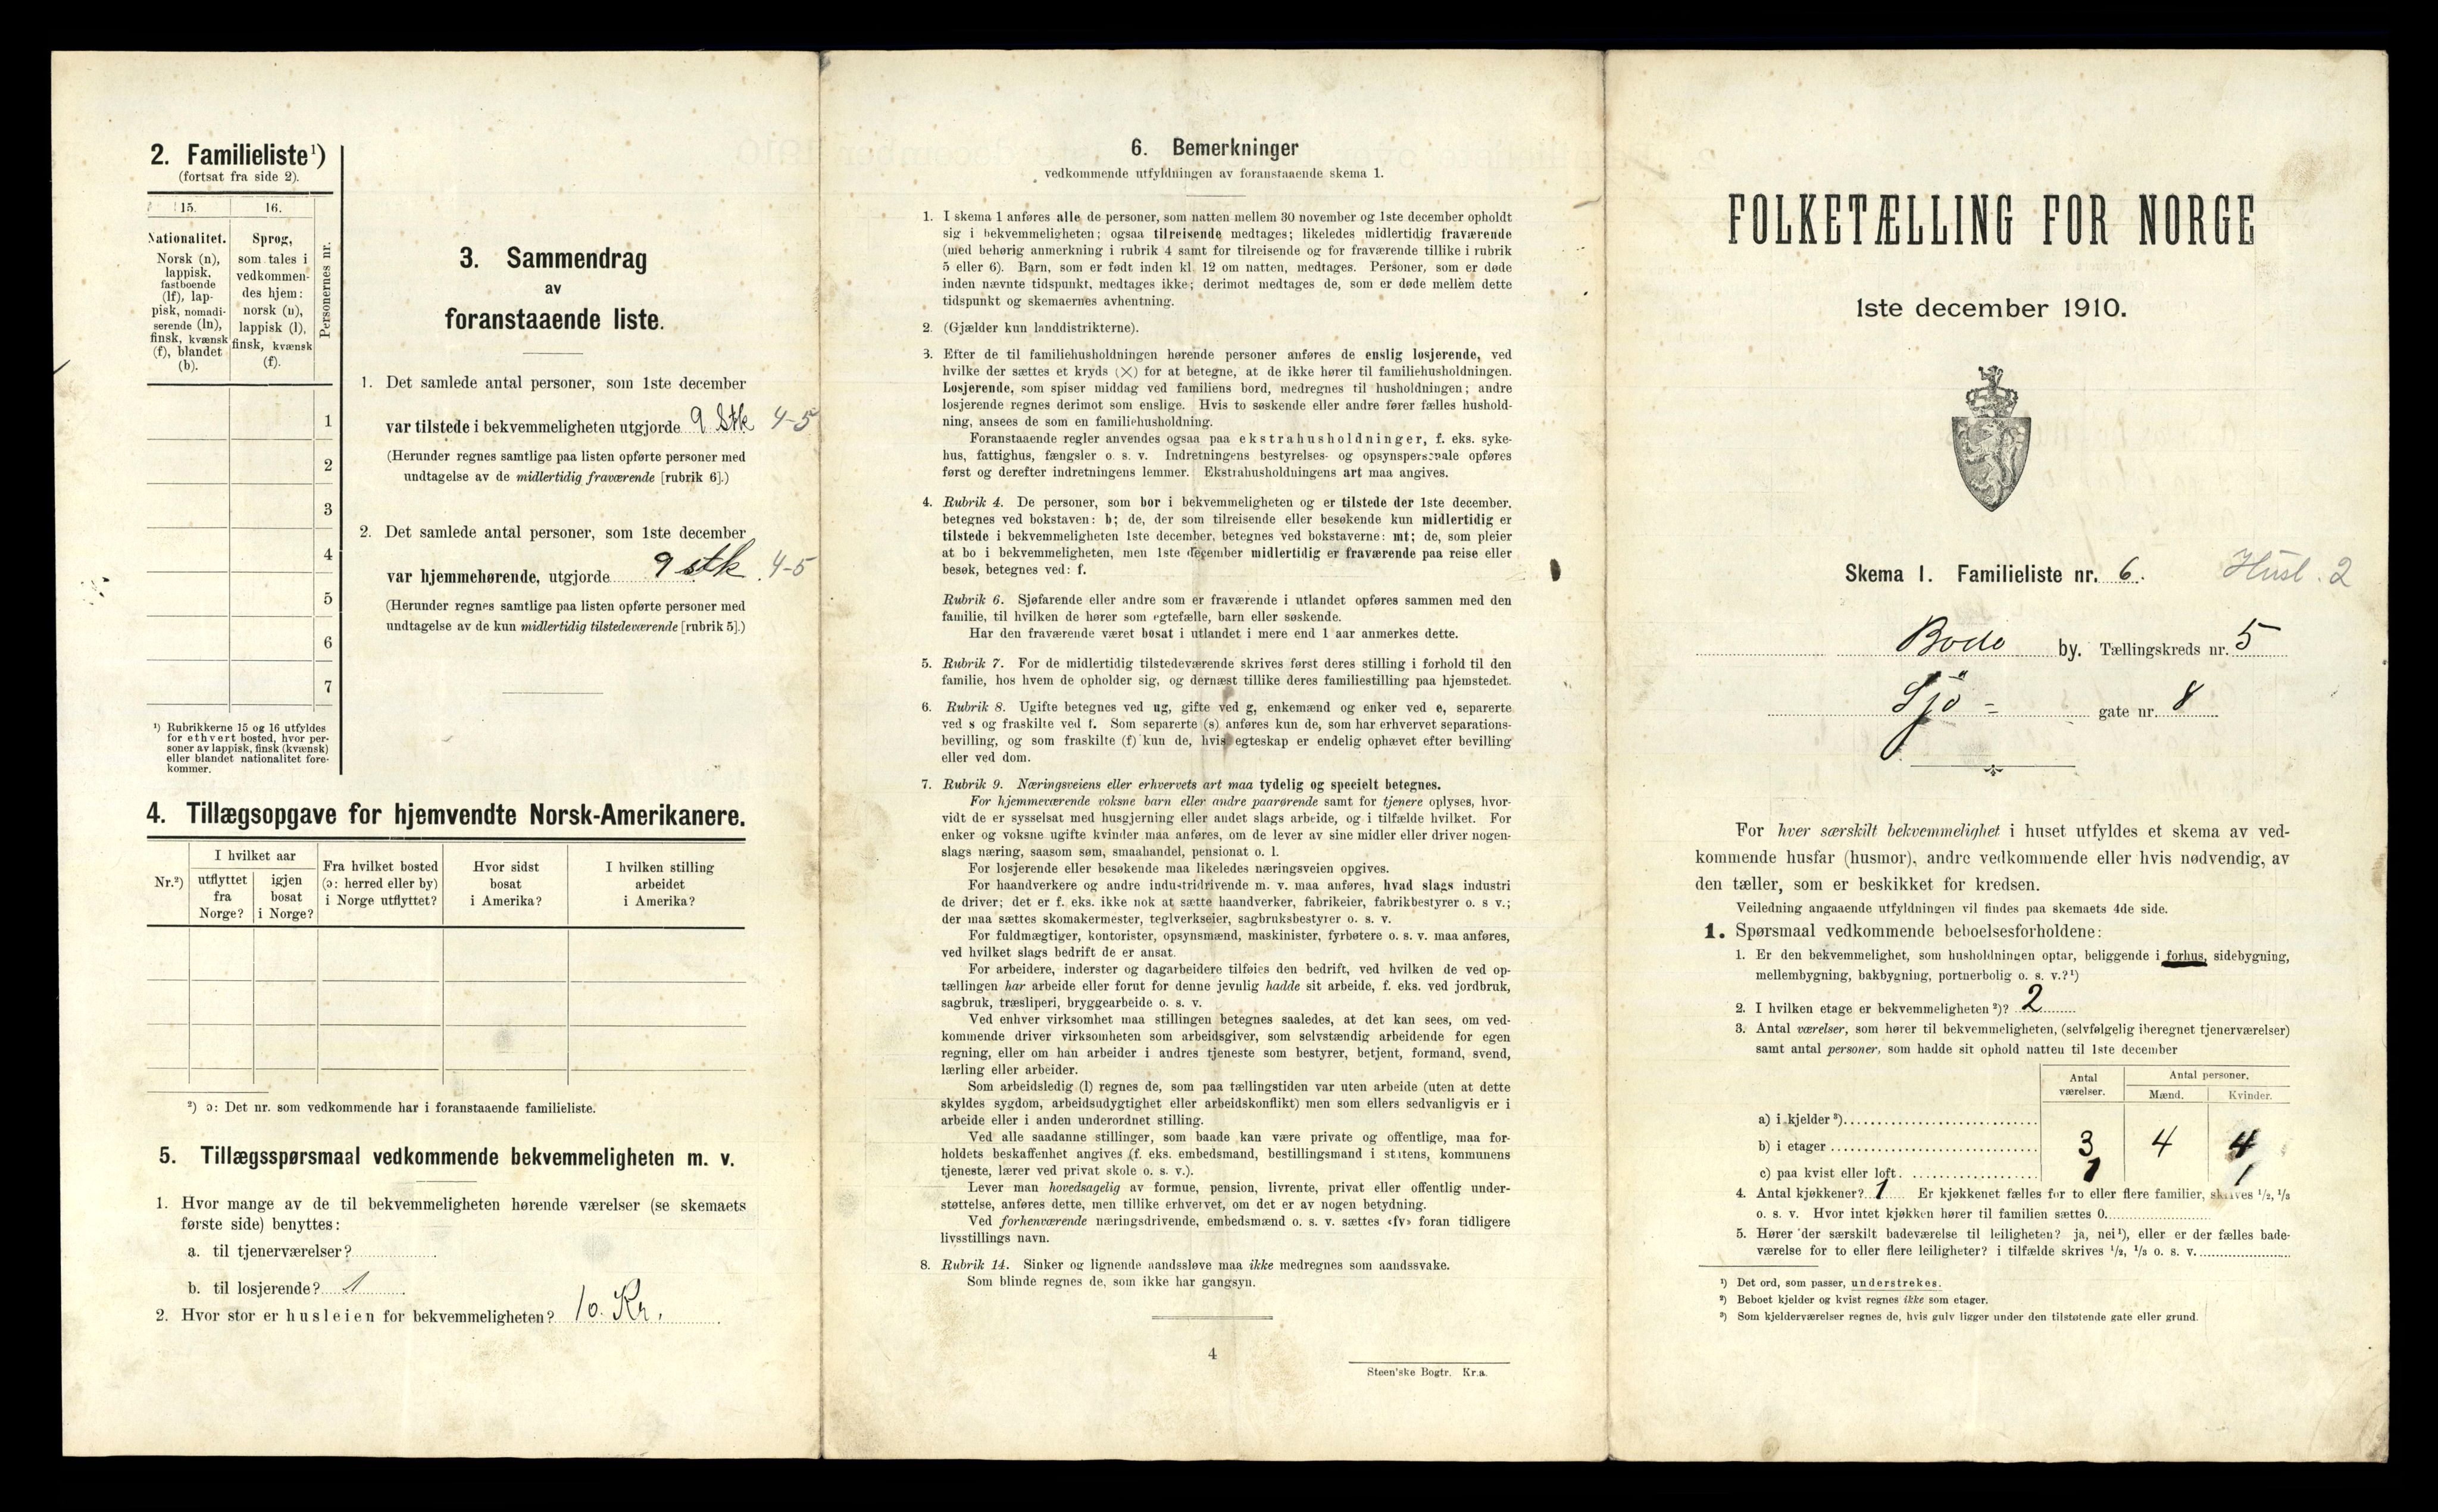 2. Familieliste¹)
(fortsat fra side 2).
15.
16.
Personernes nr.
Nationalitet.
Norsk (n),
lappisk,
fastboende
(lf), lap-
pisk, nomadi-
serende (ln),
finsk, kvænsk
(f), blandet
(b).
Sprog,
som tales i
vedkommen-
des hjem:
norsk (n),
lappisk (l),
finsk, kvænsk
(f).
1
2
3
4
5
6
7
¹) Rubrikkerne 15 og 16 utfyldes
for ethvert bosted, hvor per-
soner av lappisk, finsk (kvænsk)
eller blandet nationalitet fore-
kommer.
3. Sammendrag
av
foranstaaende liste.
1. Det samlede antal personer, som 1ste december
var tilstede i bekvemmeligheten utgjorde 9 Stk 4-5
(Herunder regnes samtlige paa listen opførte personer med
undtagelse av de midlertidig fraværende [rubrik 6].)
2. Det samlede antal personer, som 1ste december
var hjemmehørende, utgjorde 9 stk. 4-5
(Herunder regnes samtlige paa listen opførte personer med
undtagelse av de kun midlertidig tilstedeværende [rubrik 5].)
4. Tillægsopgave for hjemvendte Norsk-Amerikanere.
Nr.²)
I hvilket aar
utflyttet
fra
Norge?
igjen
bosat
i Norge?
Fra hvilket bosted
(ɔ: herred eller by)
i Norge utflyttet?
Hvor sidst
bosat
i Amerika?
I hvilken stilling
arbeidet
i Amerika?
²) ɔ: Det nr. som vedkommende har i foranstaaende familieliste.
5. Tillægsspørsmaal vedkommende bekvemmeligheten m. v.
1. Hvor mange av de til bekvemmeligheten hørende værelser (se skemaets
første side) benyttes:
a. til tjenerværelser?
b. til losjerende? 1
2. Hvor stor er husleien for bekvemmeligheten? 10. Kr.
6. Bemerkninger
vedkommende utfyldningen av foranstaaende skema 1.
1. I skema 1 anføres alle de personer, som natten mellem 30 november og 1ste december opholdt
sig i bekvemmeligheten; ogsaa tilreisende medtages; likeledes midlertidig fraværende
(med behørig anmerkning i rubrik 4 samt for tilreisende og for fraværende tillike i rubrik
5 eller 6). Barn, som er født inden kl. 12 om natten, medtages. Personer, som er døde
inden nævnte tidspunkt, medtages ikke; derimot medtages de, som er døde mellem dette
tidspunkt og skemaernes avhentning.
2. (Gjælder kun landdistrikterne).
3. Efter de til familiehusholdningen hørende personer anføres de enslig losjerende, ved
hvilke der sættes et kryds (×) for at betegne, at de ikke hører til familiehusholdningen.
Losjerende, som spiser middag ved familiens bord, medregnes til husholdningen; andre
losjerende regnes derimot som enslige. Hvis to søskende eller andre fører fælles hushold-
ning, ansees de som en familiehusholdning.
Foranstaaende regler anvendes ogsaa paa ekstrahusholdninger, f. eks. syke-
hus, fattighus, fængsler o. s. v. Indretningens bestyrelses- og opsynspersonale opføres
først og derefter indretningens lemmer. Ekstrahusholdningens art maa angives.
4. Rubrik 4. De personer, som bor i bekvemmeligheten og er tilstede der 1ste december,
betegnes ved bokstaven: b; de, der som tilreisende eller besøkende kun midlertidig er
tilstede i bekvemmeligheten 1ste december, betegnes ved bokstaverne: mt; de, som pleier
at bo i bekvemmeligheten, men 1ste december midlertidig er fraværende paa reise eller
besøk, betegnes ved: f.
Rubrik 6. Sjøfarende eller andre som er fraværende i utlandet opføres sammen med den
familie, til hvilken de hører som egtefælle, barn eller søskende.
Har den fraværende været bosat i utlandet i mere end 1 aar anmerkes dette.
5. Rubrik 7. For de midlertidig tilstedeværende skrives først deres stilling i forhold til den
familie, hos hvem de opholder sig, og dernæst tillike deres familiestilling paa hjemstedet.
6. Rubrik 8. Ugifte betegnes ved ug, gifte ved g, enkemænd og enker ved e, separerte
ved s og fraskilte ved f. Som separerte (s) anføres kun de, som har erhvervet separations-
bevilling, og som fraskilte (f) kun de, hvis egteskap er endelig ophævet efter bevilling
eller ved dom.
7. Rubrik 9. Næringsveiens eller erhvervets art maa tydelig og specielt betegnes.
For hjemmeværende voksne barn eller andre paarørende samt for tjenere oplyses, hvor-
vidt de er sysselsat med husgjerning eller andet slags arbeide, og i tilfælde hvilket. For
enker og voksne ugifte kvinder maa anføres, om de lever av sine midler eller driver nogen-
slags næring, saasom søm, smaahandel, pensionat o. l.
For losjerende eller besøkende maa likeledes næringsveien opgives.
For haandverkere og andre industridrivende m. v. maa anføres, hvad slags industri
de driver; det er f. eks. ikke nok at sætte haandverker, fabrikeier, fabrikbestyrer o. s v.;
der maa sættes skomakermester, teglverkseier, sagbruksbestyrer o. s. v.
For fuldmægtiger, kontorister, opsynsmænd, maskinister, fyrbøtere o. s. v. maa anføres,
ved hvilket slags bedrift de er ansat.
For arbeidere, inderster og dagarbeidere tilføies den bedrift, ved hvilken de ved op-
tællingen har arbeide eller forut for denne jevnlig hadde sit arbeide, f. eks. ved jordbruk,
sagbruk, træsliperi, bryggearbeide o. s. v.
Ved enhver virksomhet maa stillingen betegnes saaledes, at det kan sees, om ved-
kommende driver virksomheten som arbeidsgiver, som selvstændig arbeidende for egen
regning, eller om han arbeider i andres tjeneste som bestyrer, betjent, formand, svend,
lærling eller arbeider.
Som arbeidsledig (l) regnes de, som paa tællingstiden var uten arbeide (uten at dette
skyldes sygdom, arbeidsudygtighet eller arbeidskonflikt) men som ellers sedvanligvis er i
arbeide eller i anden underordnet stilling.
Ved alle saadanne stillinger, som baade kan være private og offentlige, maa for-
holdets beskaffenhet angives (f. eks. embedsmand, bestillingsmand i statens, kommunens
tjeneste, lærer ved privat skole o. s. v.).
Lever man hovedsagelig av formue, pension, livrente, privat eller offentlig under-
støttelse, anføres dette, men tillike erhvervet, om det er av nogen betydning.
Ved forhenværende næringsdrivende, embedsmænd o. s. v. sættes «fv» foran tidligere
livsstillings navn.
8. Rubrik 14. Sinker og lignende aandssløve maa ikke medregnes som aandssvake.
Som blinde regnes de, som ikke har gangsyn.
4
Steen'ske Bogtr. Kr.a.
FOLKETÆLLING FOR NORGE
1ste december 1910.
Skema 1. Familieliste nr. 6. Husl. 2
Bodo by. Tællingskreds nr. 5
Sjö - gate nr. 8
For hver særskilt bekvemmelighet i huset utfyldes et skema av ved-
kommende husfar (husmor), andre vedkommende eller hvis nødvendig, av
den tæller, som er beskikket for kredsen.
Veiledning angaaende utfyldningen vil findes paa skemaets 4de side.
1. Spørsmaal vedkommende beboelsesforholdene:
1. Er den bekvemmelighet, som husholdningen optar, beliggende i forhus, sidebygning,
mellembygning, bakbygning, portnerbolig o. s. v.?¹)
2. I hvilken etage er bekvemmeligheten²)? 2
3. Antal værelser, som hører til bekvemmeligheten, (selvfølgelig iberegnet tjenerværelser)
samt antal personer, som hadde sit ophold natten til 1ste december
Antal
værelser.
Antal personer.
Mænd.
Kvinder.
a) i kjelder³)
b) i etager 3 4 4
c) paa kvist eller loft. 1 1
4. Antal kjøkkener? 1 Er kjøkkenet fælles for to eller flere familier, skrives ¹/₂, ¹/₃
o. s. v. Hvor intet kjøkken hører til familien sættes 0.
5. Hører der særskilt badeværelse til leiligheten? ja, nei¹), eller er der fælles bade-
værelse for to eller flere leiligheter? i tilfælde skrives ¹/₂, ¹/₃ o. s. v.
¹) Det ord, som passer, understrekes.
²) Beboet kjelder og kvist regnes ikke som etager.
³) Som kjelderværelser regnes de, hvis gulv ligger under den tilstøtende gate eller grund.